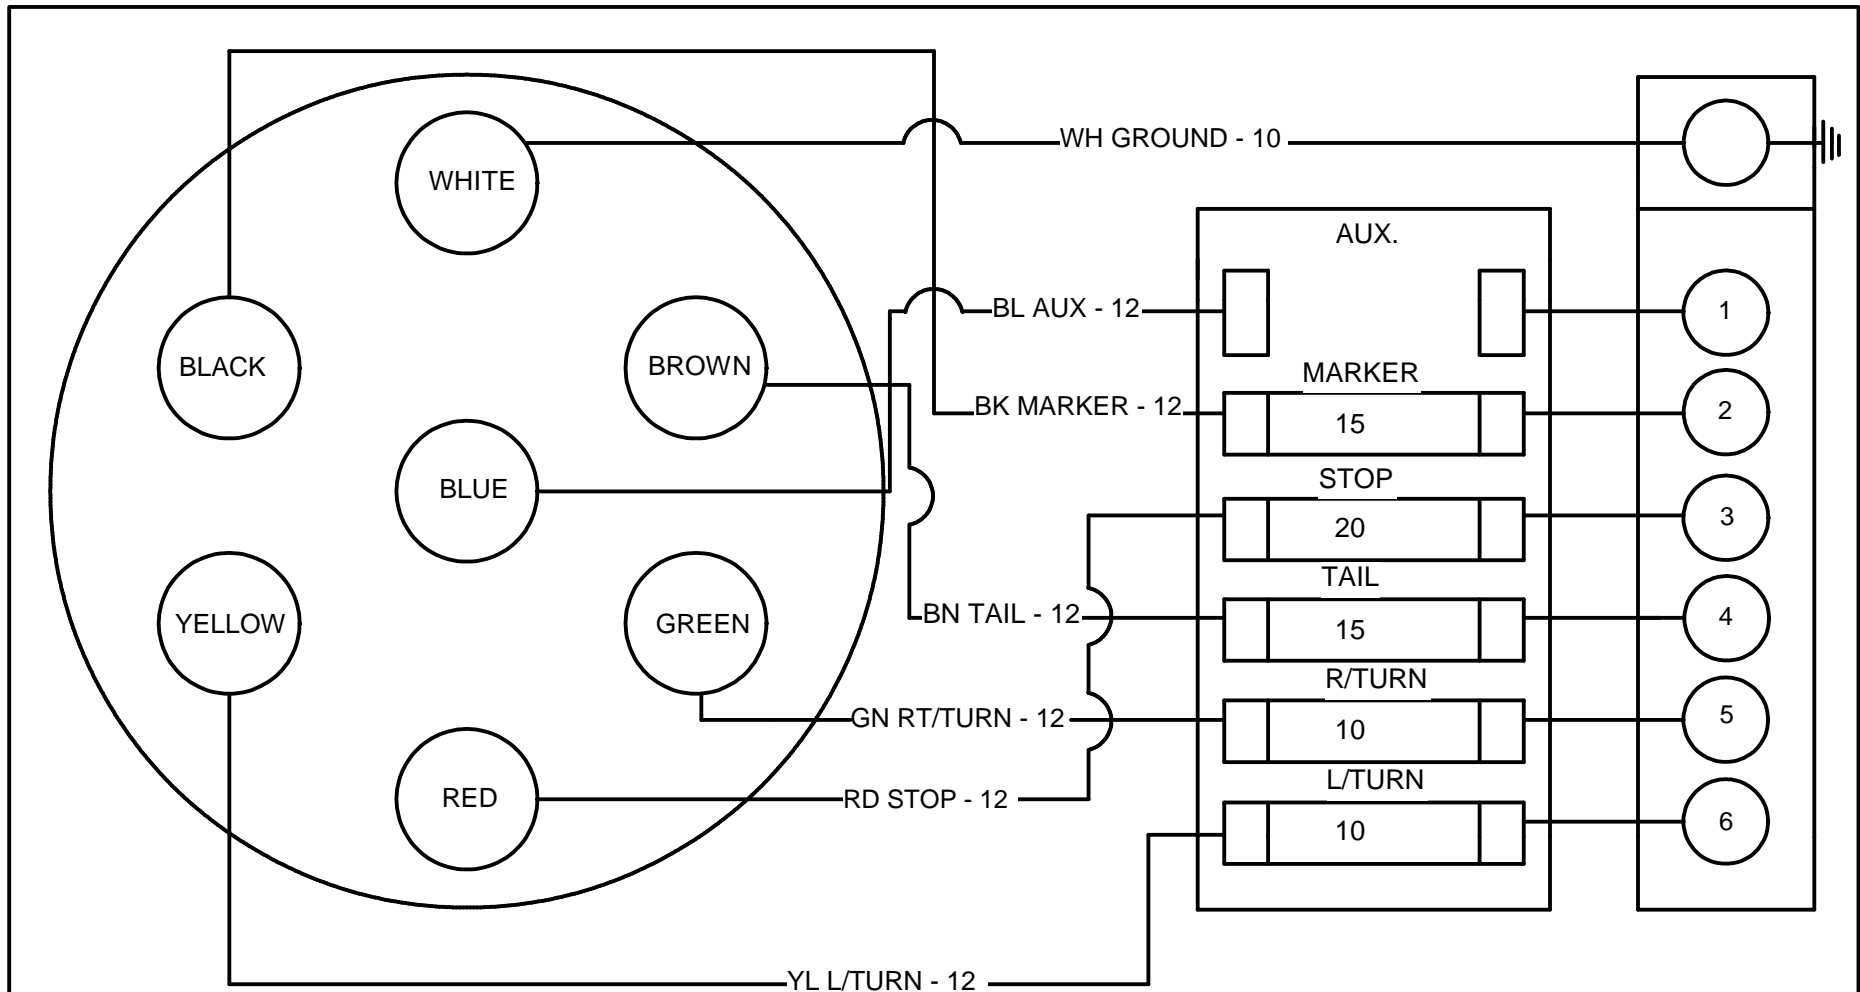 WHITE
BLACK
BROWN
BLUE
YELLOW
GREEN
RED
WH GROUND - 10
BL AUX - 12
BK MARKER - 12
BN TAIL - 12
GN RT/TURN - 12
RD STOP - 12
YL L/TURN - 12
AUX.
MARKER
15
STOP
20
TAIL
15
R/TURN
10
L/TURN
10
1
2
3
4
5
6